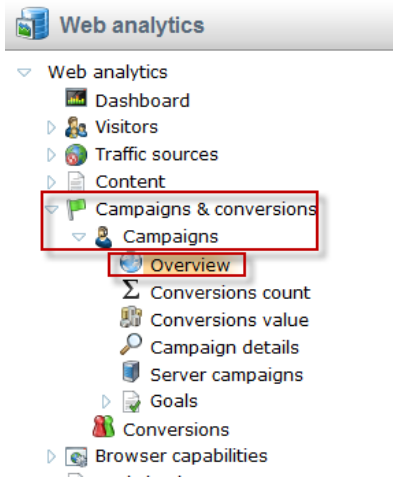 Web analytics
Web analytics
Dashboard
Visitors
Traffic sources
Content
Campaigns & conversions
Campaigns
Overview
Conversions count
Conversions value
Campaign details
Server campaigns
Goals
Conversions
Browser capabilities